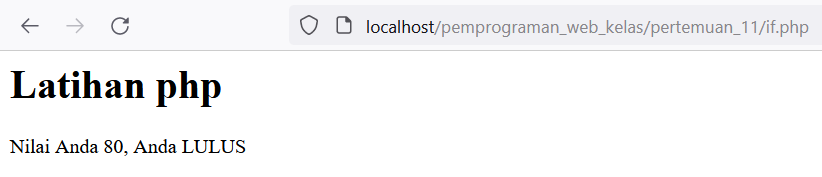 localhost/pemprograman_web_kelas/pertemuan_11/if.php
Latihan php
Nilai Anda 80, Anda LULUS